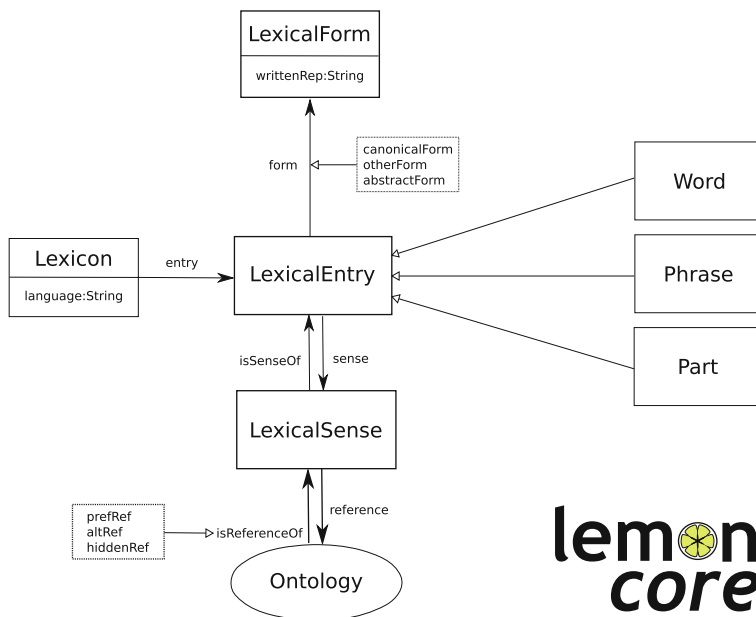 LexicalForm
writtenRep:String
form
canonicalForm
otherForm
abstractForm
Word
Lexicon
language:String
entry
LexicalEntry
Phrase
isSenseOf
sense
Part
LexicalSense
prefRef
altRef
hiddenRef
isReferenceOf
reference
Ontology
lemon
core